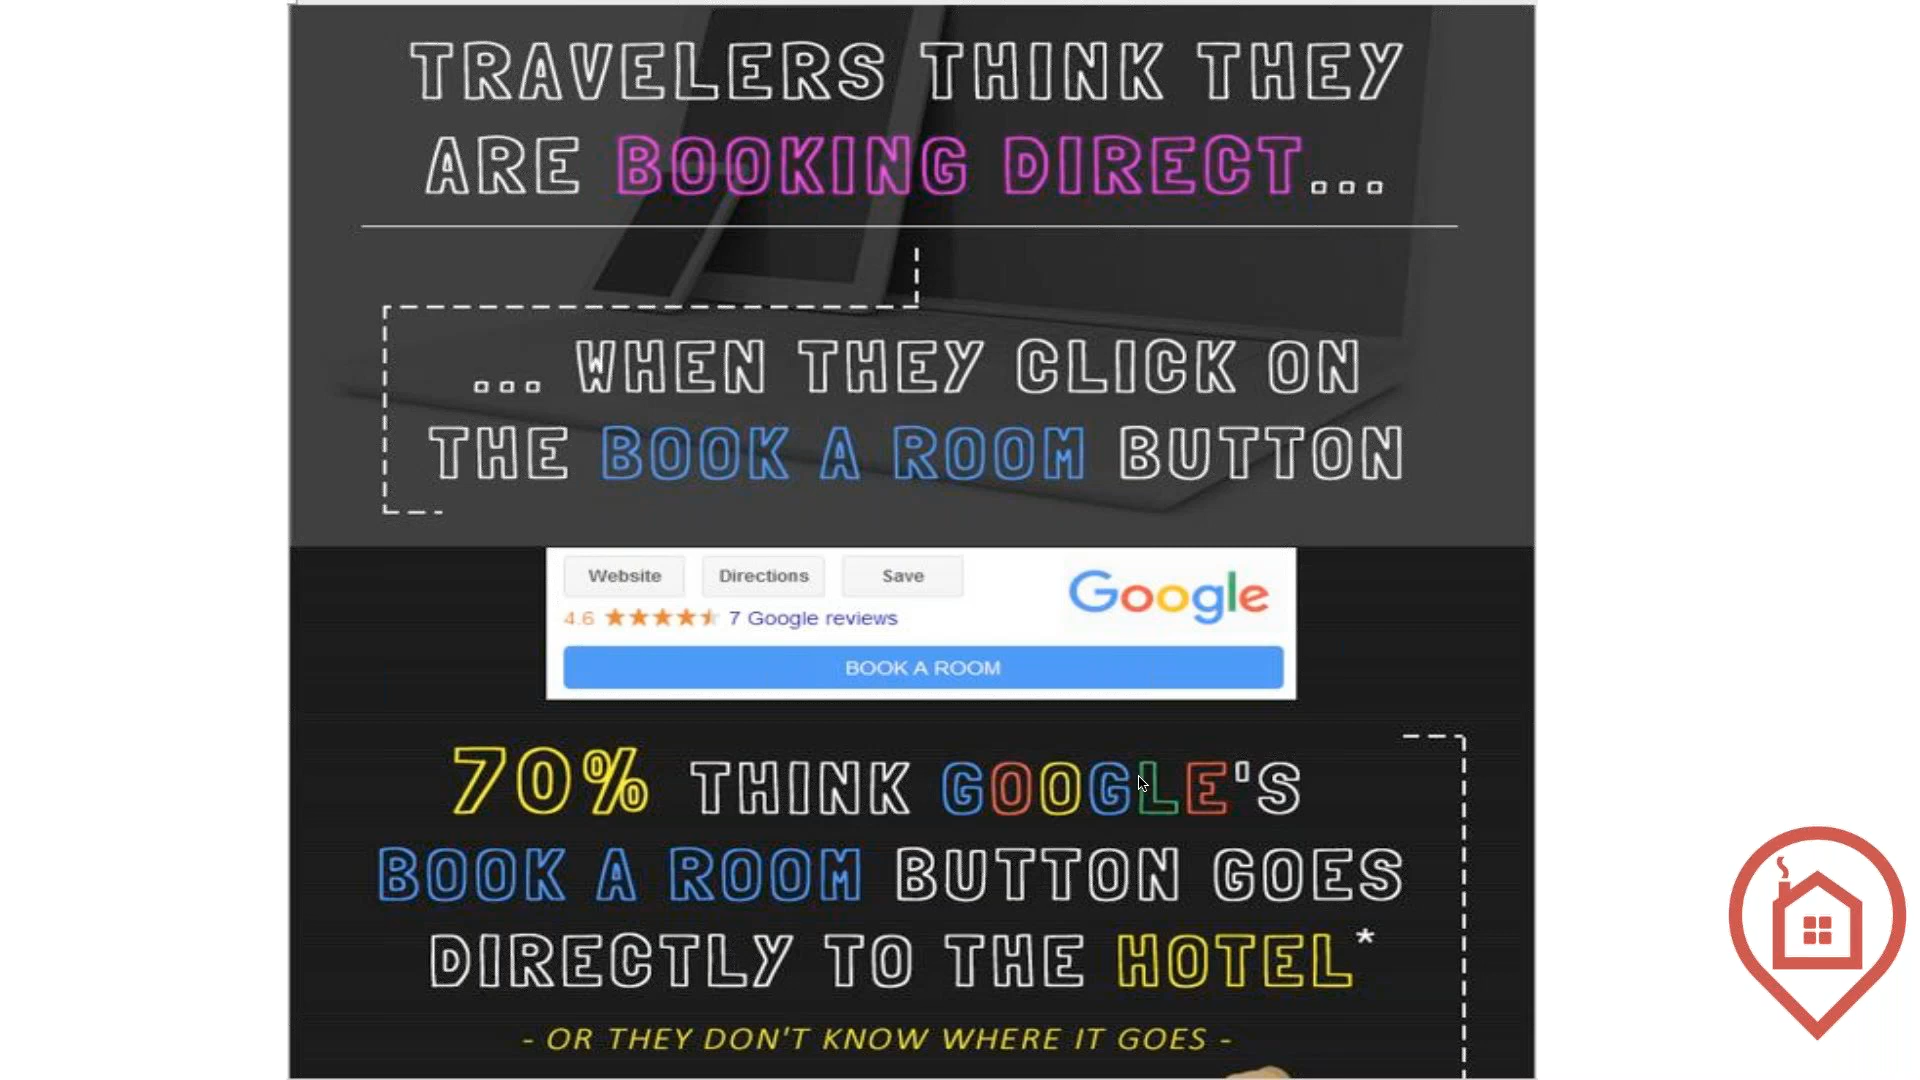 TRAVELERS THINK THEY
ARE BOOKING DIRECT...
... WHEN THEY CLICK ON
THE BOOK A ROOM BUTTON
Website Directions Save
Google
4.6 7 Google reviews
BOOK A ROOM
70% THINK GOOGLE'S
BOOK A ROOM BUTTON GOES
DIRECTLY TO THE HOTEL*
- OR THEY DON'T KNOW WHERE IT GOES -